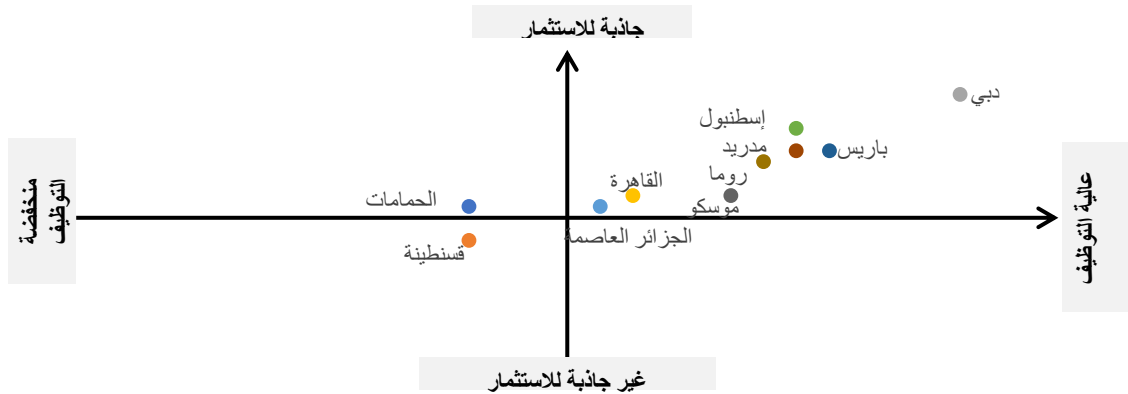 جاذبة للاستثمار
دبي
إسطنبول
مدريد
باريس
روما
القاهرة
موسكو
الحمامات
الجزائر العاصمة
قسنطينة
منخفضة
التوظيف
عالية التوظيف
غير جاذبة للاستثمار